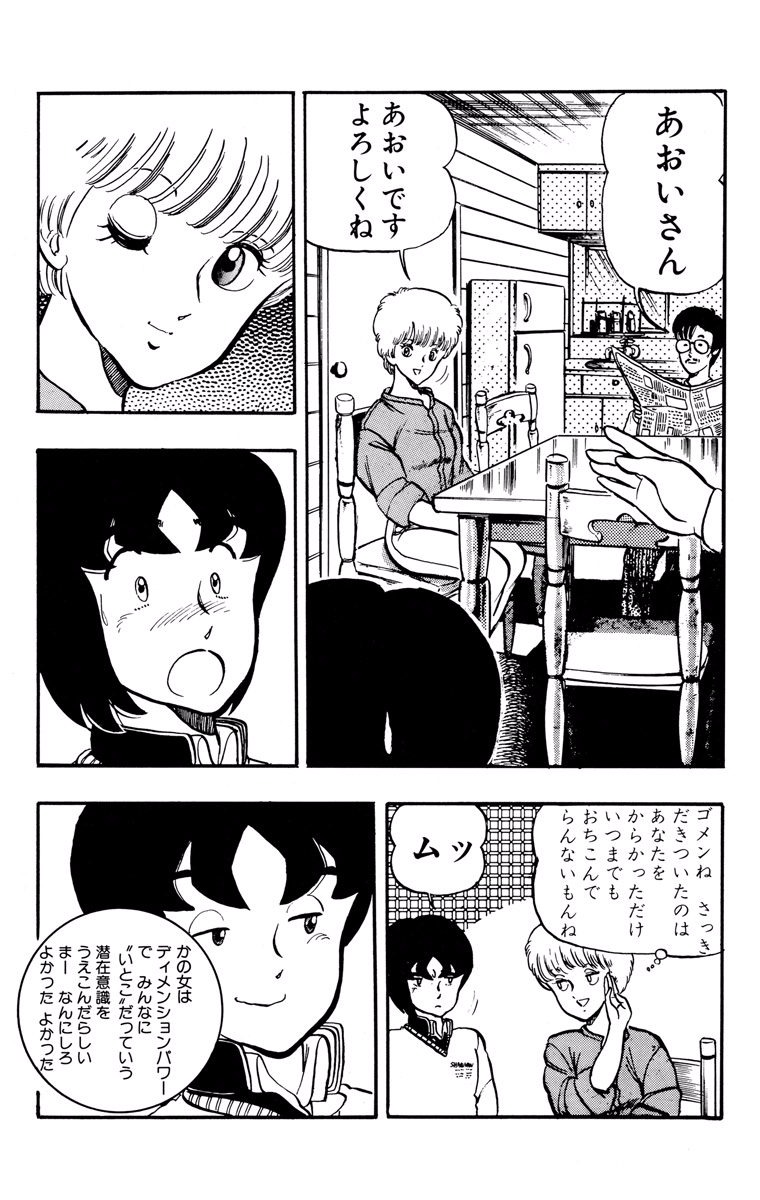 あおいさん
あおいです
よろしくね
ゴメンね さっき
だきついたのは
あなたを
からかっただけ
いつまでも
おちこんで
らんないもんね
ムッ
かの女は
ディメンションパワー
で みんなに
〝いとこ〟だっていう
潜在意識を
うえこんだらしい
まー なんにしろ
よかった よかった